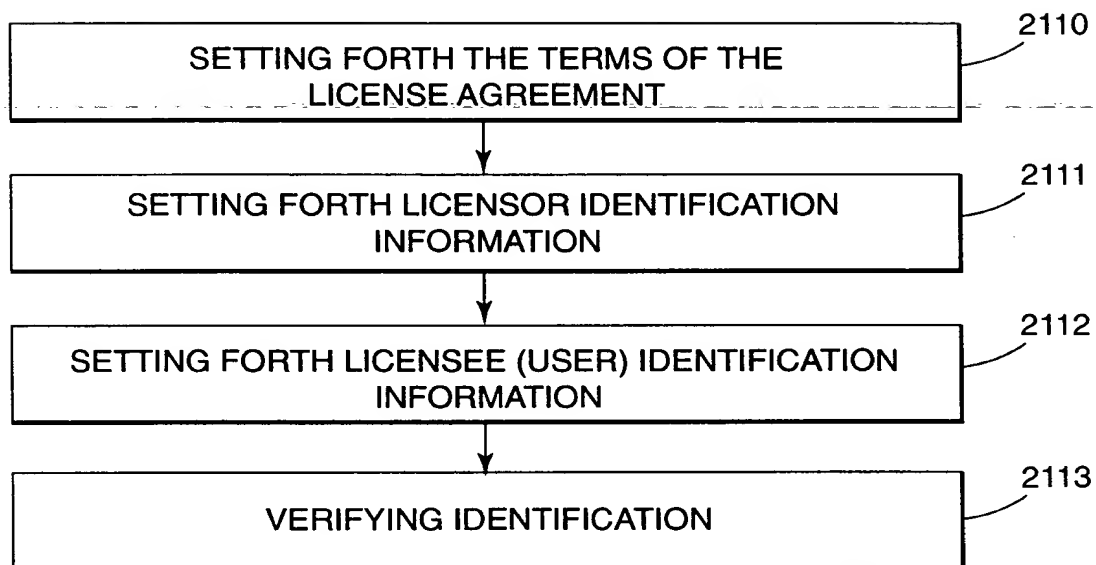 2110
SETTING FORTH THE TERMS OF THE
LICENSE AGREEMENT
2111
SETTING FORTH LICENSOR IDENTIFICATION
INFORMATION
2112
SETTING FORTH LICENSEE (USER) IDENTIFICATION
INFORMATION
2113
VERIFYING IDENTIFICATION